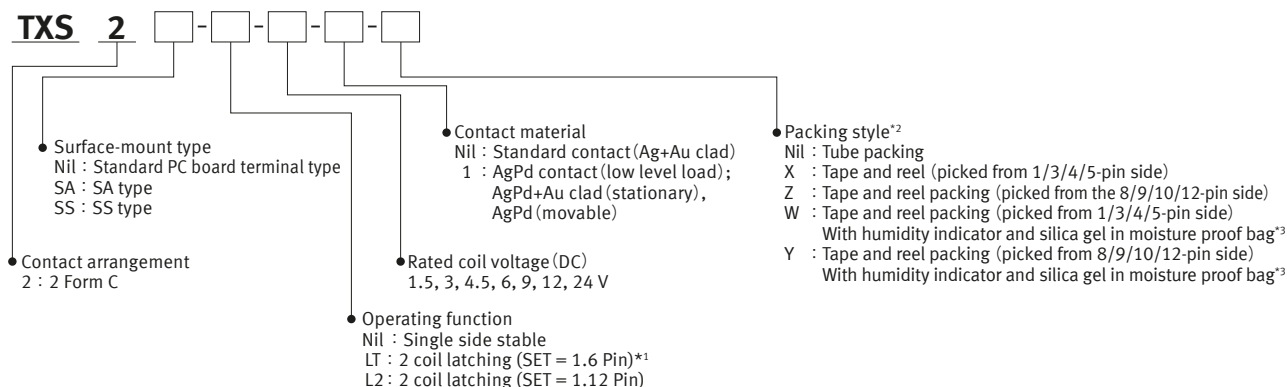 TXS 2 - - - -
Surface-mount type
Nil : Standard PC board terminal type
SA : SA type
SS : SS type
Contact arrangement
2 : 2 Form C
Operating function
Nil : Single side stable
LT : 2 coil latching (SET = 1.6 Pin)*1
L2 : 2 coil latching (SET = 1.12 Pin)
Rated coil voltage (DC)
1.5, 3, 4.5, 6, 9, 12, 24 V
Contact material
Nil : Standard contact (Ag+Au clad)
1 : AgPd contact (low level load);
AgPd+Au clad (stationary),
AgPd (movable)
Packing style*2
Nil : Tube packing
X : Tape and reel (picked from 1/3/4/5-pin side)
Z : Tape and reel packing (picked from the 8/9/10/12-pin side)
W : Tape and reel packing (picked from 1/3/4/5-pin side)
With humidity indicator and silica gel in moisture proof bag*3
Y : Tape and reel packing (picked from 8/9/10/12-pin side)
With humidity indicator and silica gel in moisture proof bag*3